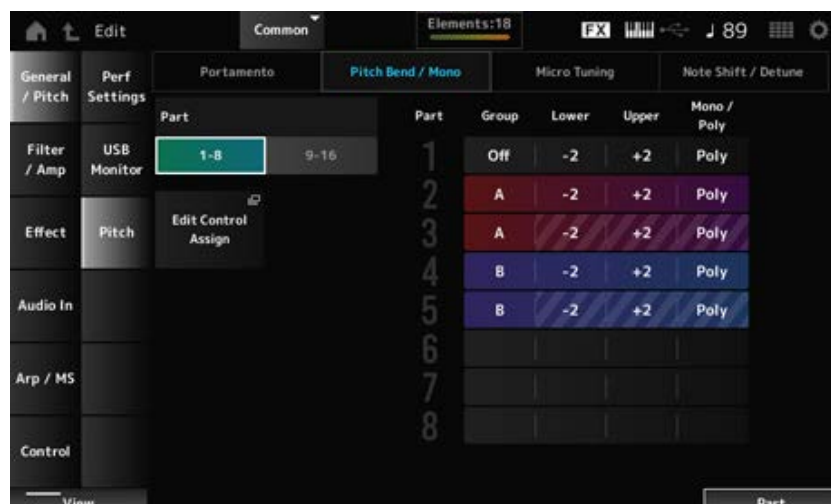 Edit
Common
Elements:18
FX
♩ 89
General / Pitch
Perf Settings
Portamento
Pitch Bend / Mono
Micro Tuning
Note Shift / Detune
Filter / Amp
USB Monitor
Effect
Pitch
Audio In
Arp / MS
Control
Part
1-8
9-16
Edit Control Assign
Part Group Lower Upper Mono / Poly
1 Off -2 +2 Poly
2 A -2 +2 Poly
3 A -2 +2 Poly
4 B -2 +2 Poly
5 B -2 +2 Poly
6
7
8
View
Part